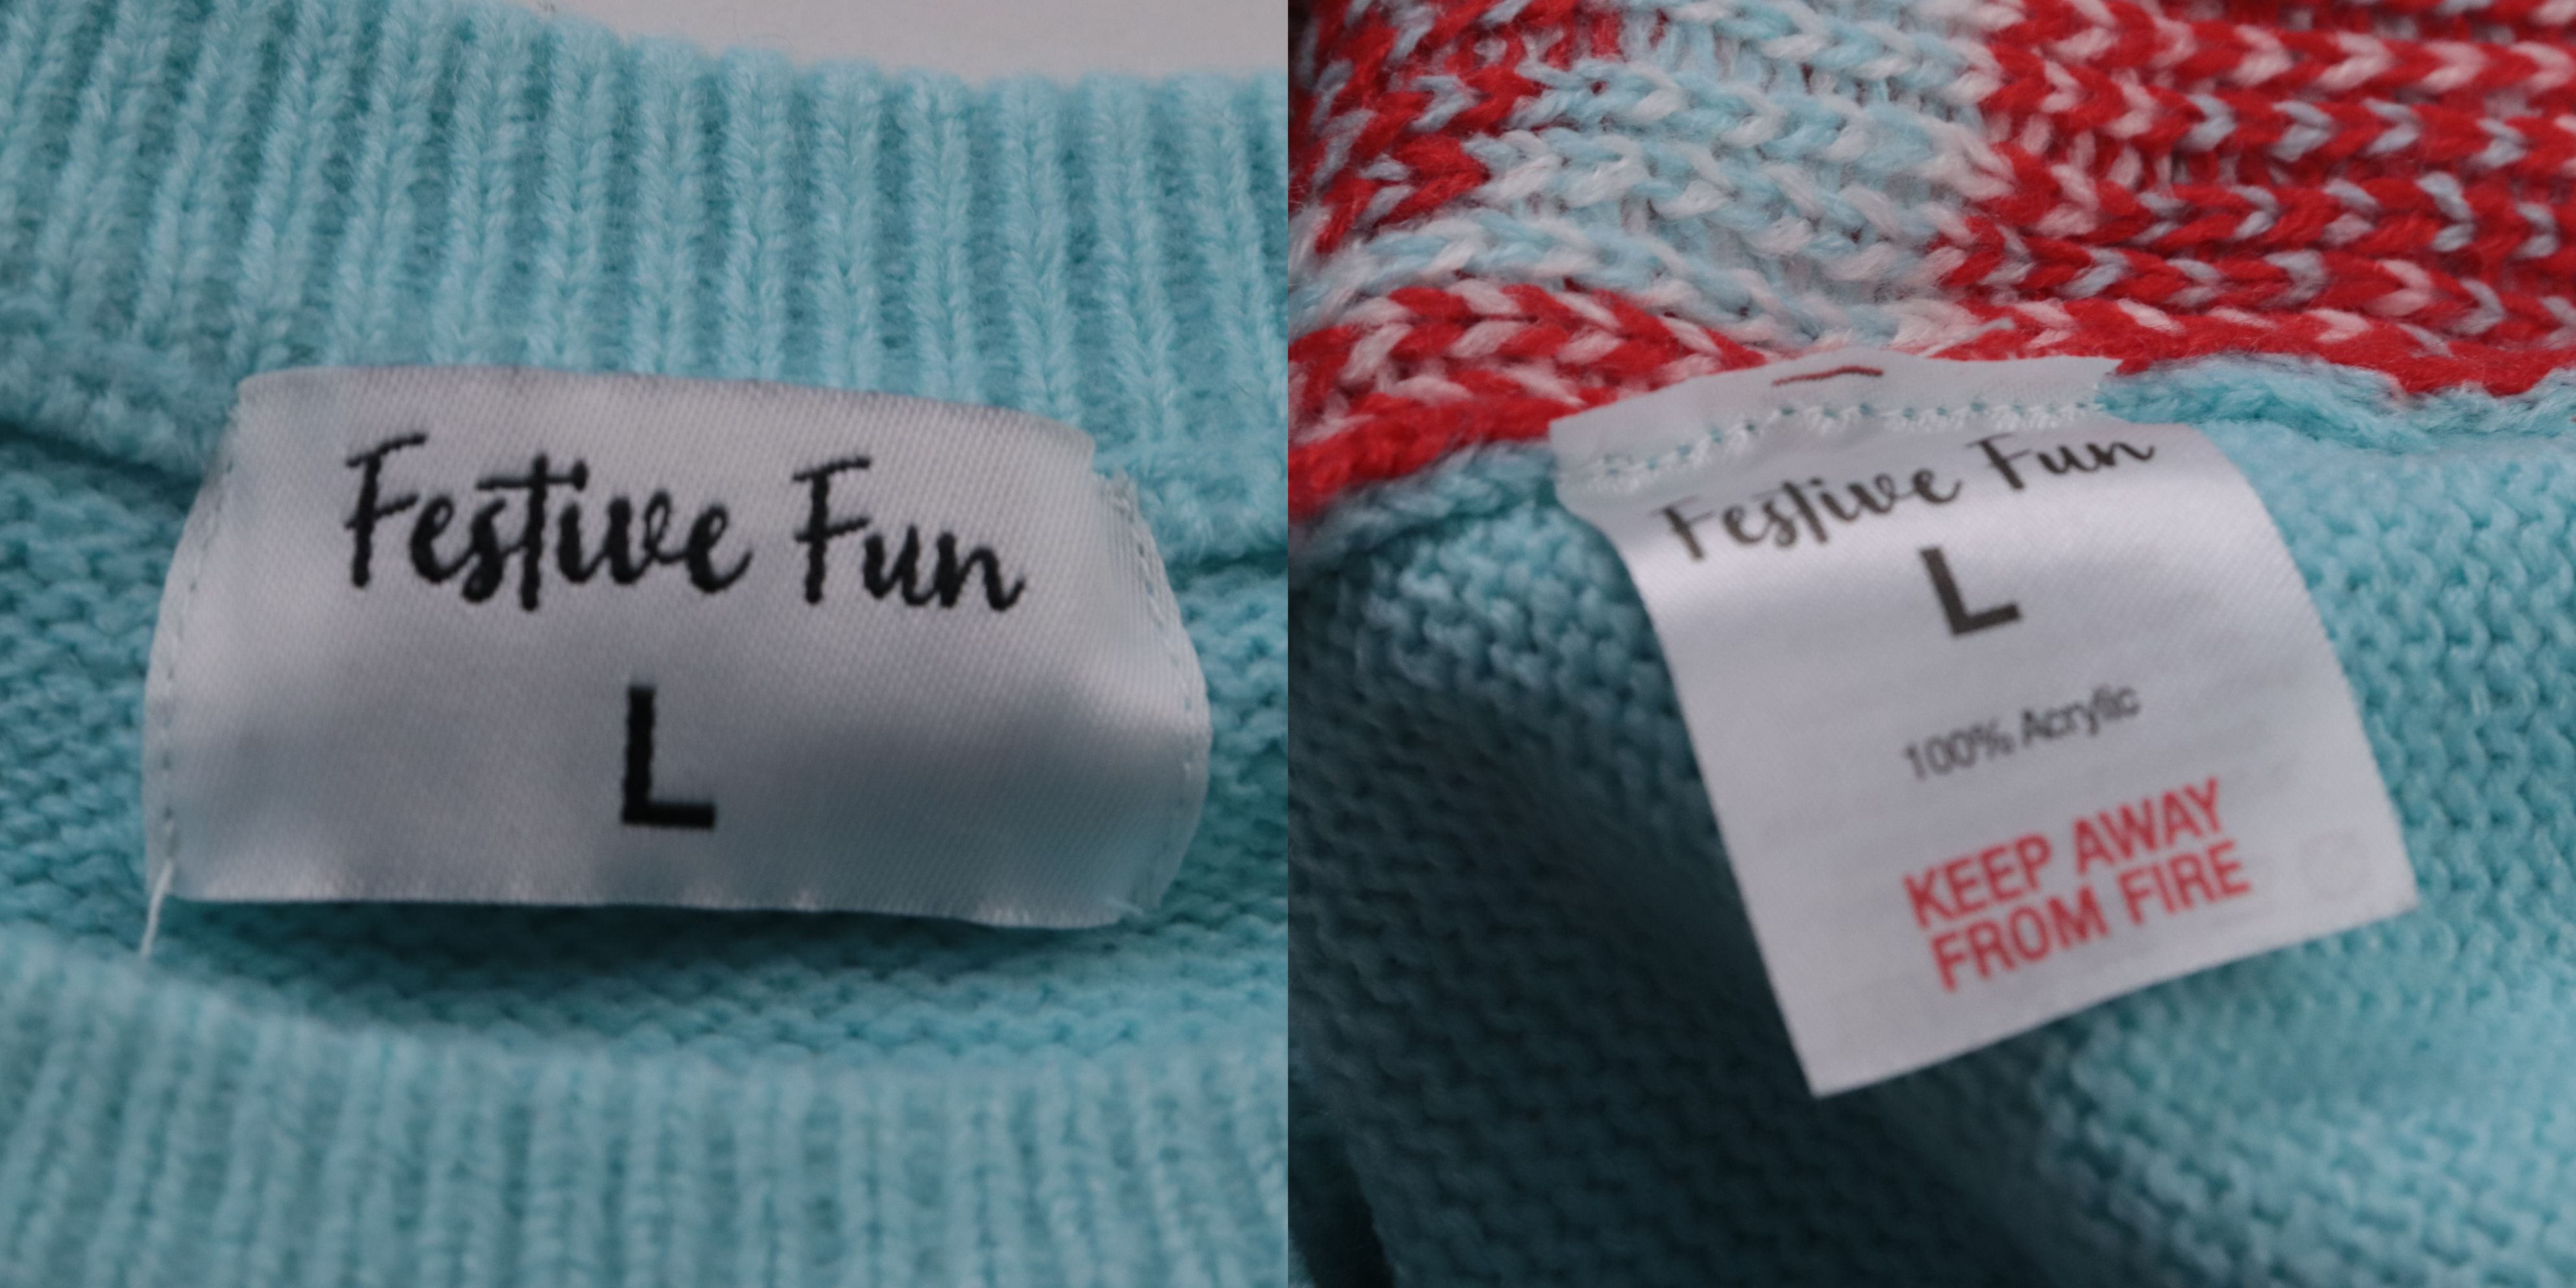 Festive Fun
L
Festive Fun
L
100% Acrylic
KEEP AWAY
FROM FIRE